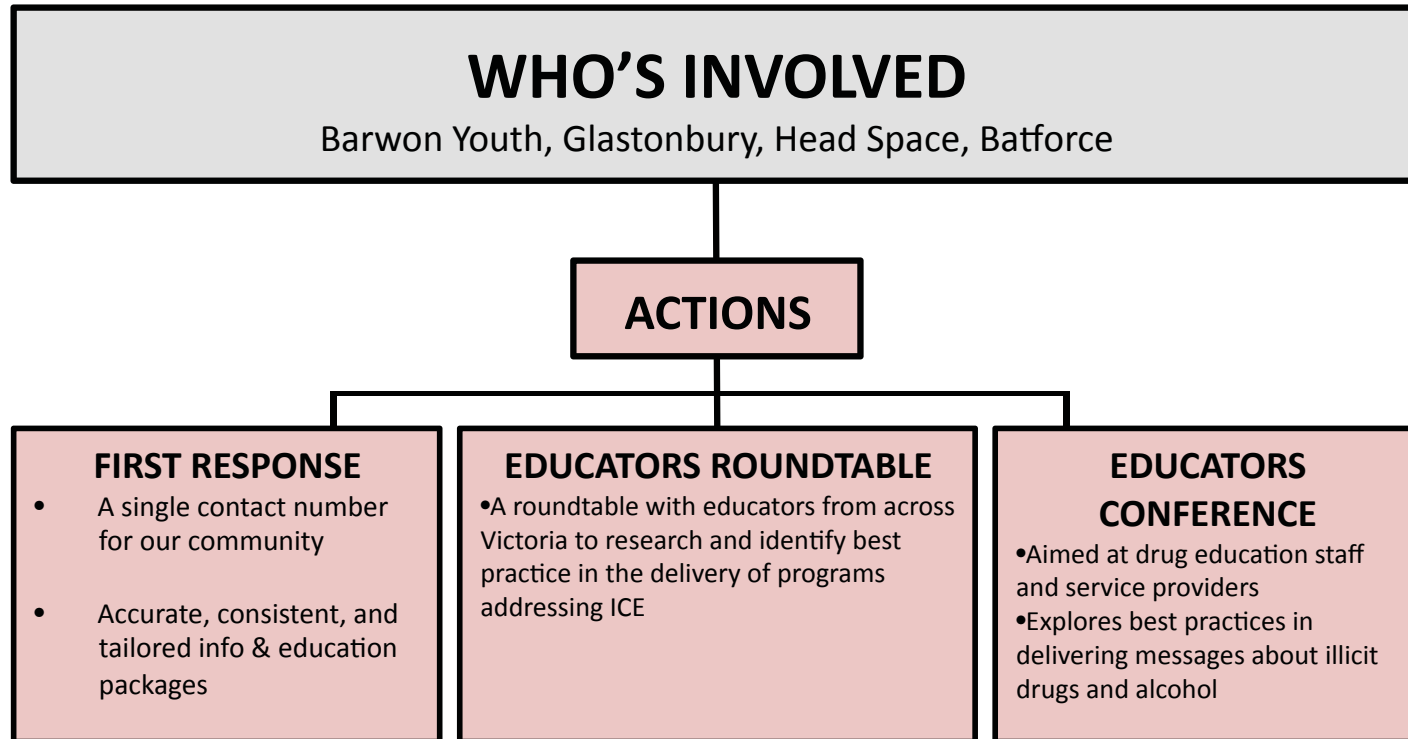 WHO'S INVOLVED
Barwon Youth, Glastonbury, Head Space, Batforce
ACTIONS
FIRST RESPONSE
• A single contact number
for our community
• Accurate, consistent, and
tailored info & education
packages
EDUCATORS ROUNDTABLE
•A roundtable with educators from across
Victoria to research and identify best
practice in the delivery of programs
addressing ICE
EDUCATORS
CONFERENCE
•Aimed at drug education staff
and service providers
•Explores best practices in
delivering messages about illicit
drugs and alcohol